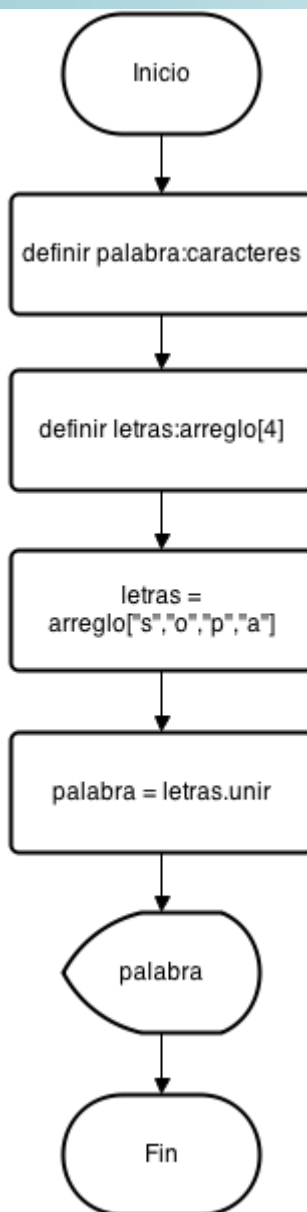 Inicio
definir palabra:caracteres
definir letras:arreglo[4]
letras =
arreglo["s","o","p","a"]
palabra = letras.unir
palabra
Fin